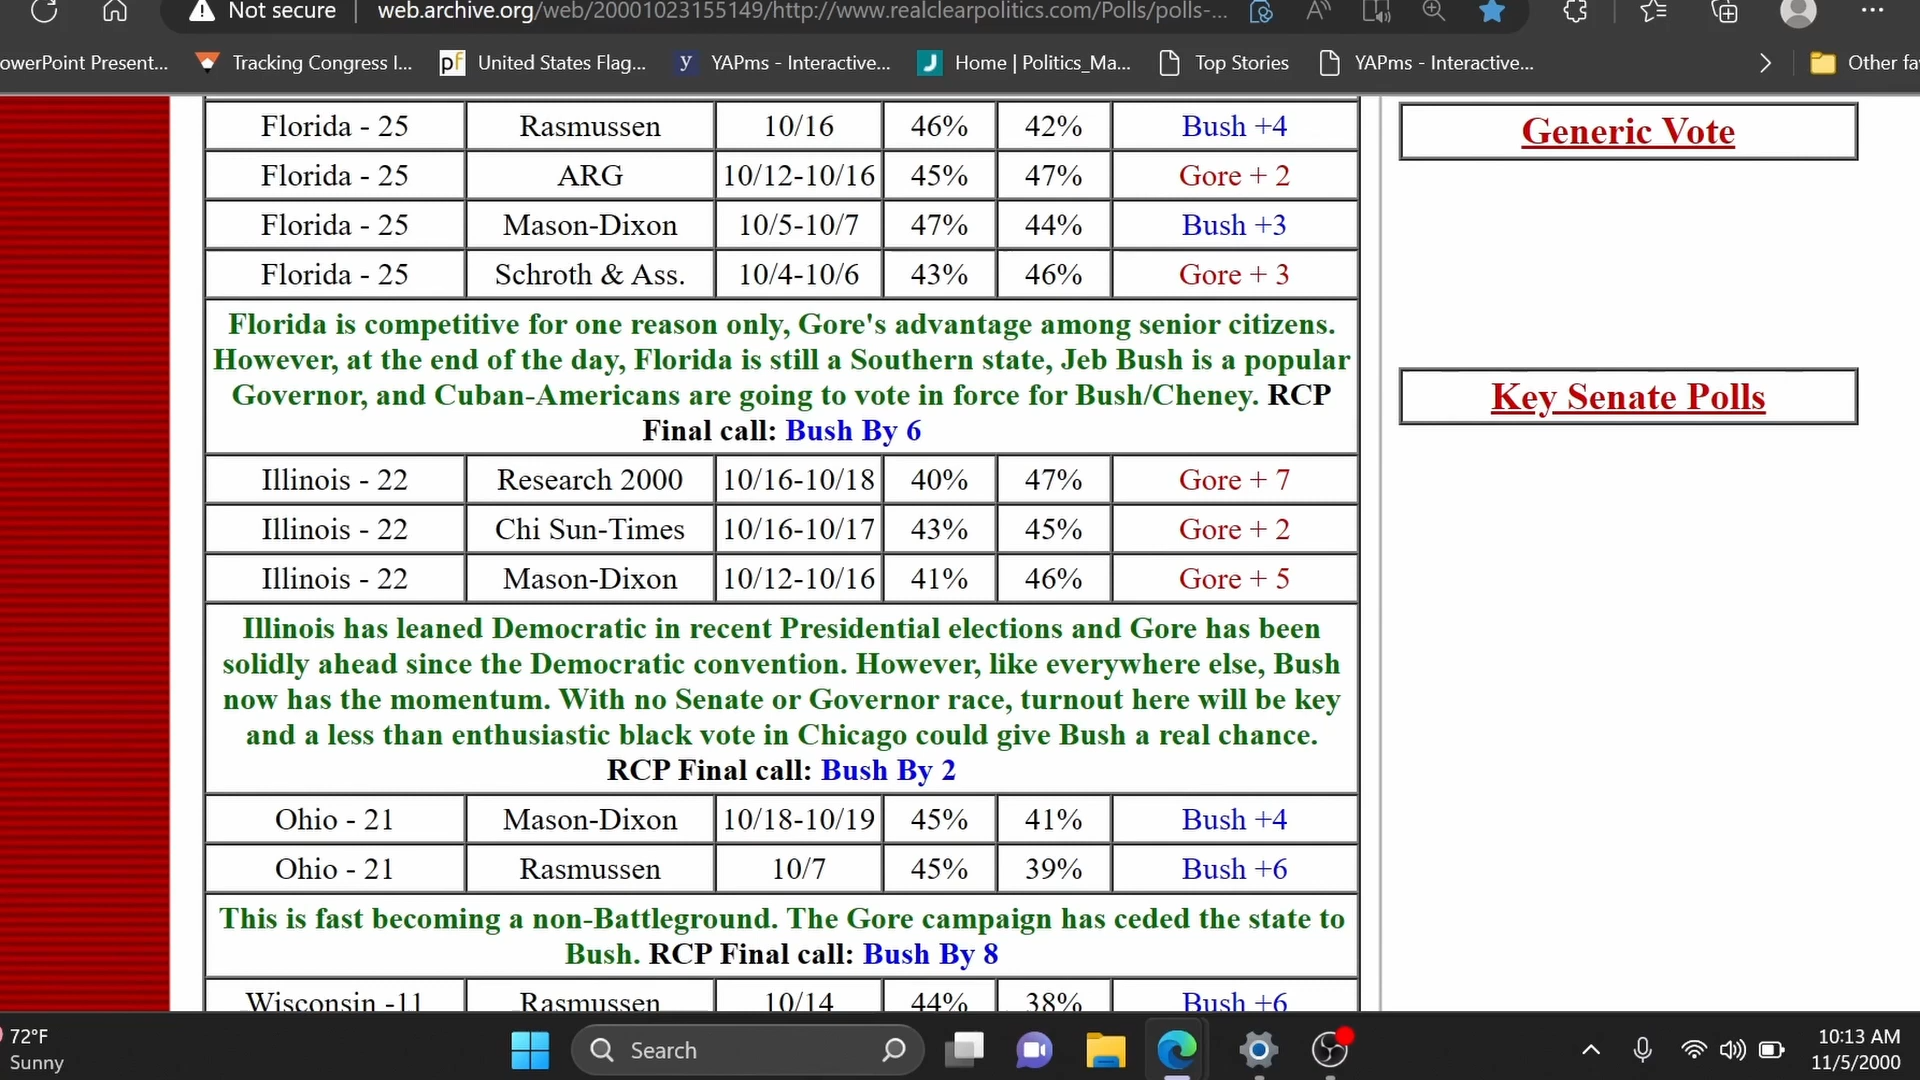 Not secure
web.archive.org/web/20001023155149/http://www.realclearpolitics.com/Polls/polls-...
owerPoint Present...
Tracking Congress I...
pf
United States Flag...
y
YAPms - Interactive...
J
Home | Politics_Ma...
Top Stories
YAPms - Interactive...
Other fa
Florida - 25 Rasmussen 10/16 46% 42% Bush +4
Florida - 25 ARG 10/12-10/16 45% 47% Gore + 2
Florida - 25 Mason-Dixon 10/5-10/7 47% 44% Bush +3
Florida - 25 Schroth & Ass. 10/4-10/6 43% 46% Gore + 3
Florida is competitive for one reason only, Gore's advantage among senior citizens.
However, at the end of the day, Florida is still a Southern state, Jeb Bush is a popular
Governor, and Cuban-Americans are going to vote in force for Bush/Cheney. RCP
Final call: Bush By 6
Illinois - 22 Research 2000 10/16-10/18 40% 47% Gore + 7
Illinois - 22 Chi Sun-Times 10/16-10/17 43% 45% Gore + 2
Illinois - 22 Mason-Dixon 10/12-10/16 41% 46% Gore + 5
Illinois has leaned Democratic in recent Presidential elections and Gore has been
solidly ahead since the Democratic convention. However, like everywhere else, Bush
now has the momentum. With no Senate or Governor race, turnout here will be key
and a less than enthusiastic black vote in Chicago could give Bush a real chance.
RCP Final call: Bush By 2
Ohio - 21 Mason-Dixon 10/18-10/19 45% 41% Bush +4
Ohio - 21 Rasmussen 10/7 45% 39% Bush +6
This is fast becoming a non-Battleground. The Gore campaign has ceded the state to
Bush. RCP Final call: Bush By 8
Wisconsin -11 Rasmussen 10/14 44% 38% Bush +6
Generic Vote
Key Senate Polls
72°F
Sunny
Search
10:13 AM
11/5/2000